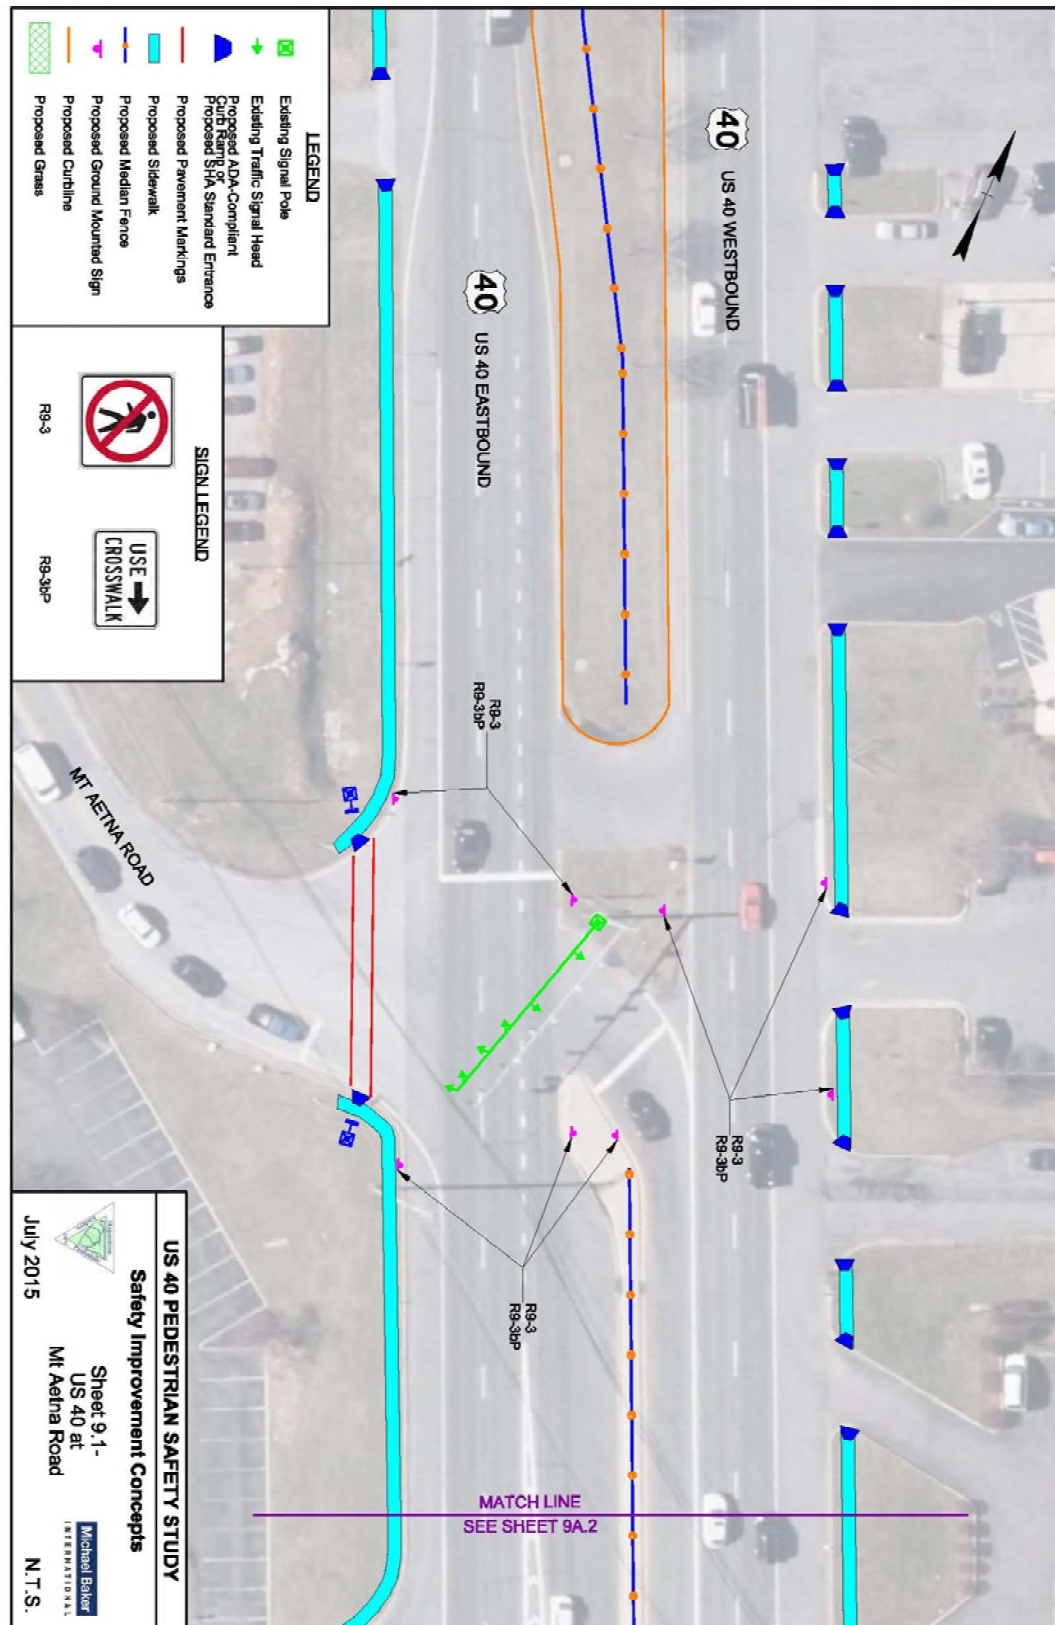 LEGEND
Existing Signal Pole
Existing Traffic Signal Head
Proposed ADA-Compliant
Curb Ramp or
Proposed SHA Standard Entrance
Proposed Pavement Markings
Proposed Sidewalk
Proposed Median Fence
Proposed Ground Mounted Sign
Proposed Curbline
Proposed Grass
SIGN LEGEND
USE
CROSSWALK
R9-3
R9-3bP
40
US 40 WESTBOUND
40
US 40 EASTBOUND
MT AETNA ROAD
R9-3
R9-3bP
R9-3
R9-3bP
R9-3
R9-3bP
MATCH LINE
SEE SHEET 9A.2
US 40 PEDESTRIAN SAFETY STUDY
Safety Improvement Concepts
Sheet 9.1-
US 40 at
Mt Aetna Road
July 2015
Michael Baker
INTERNATIONAL
N.T.S.